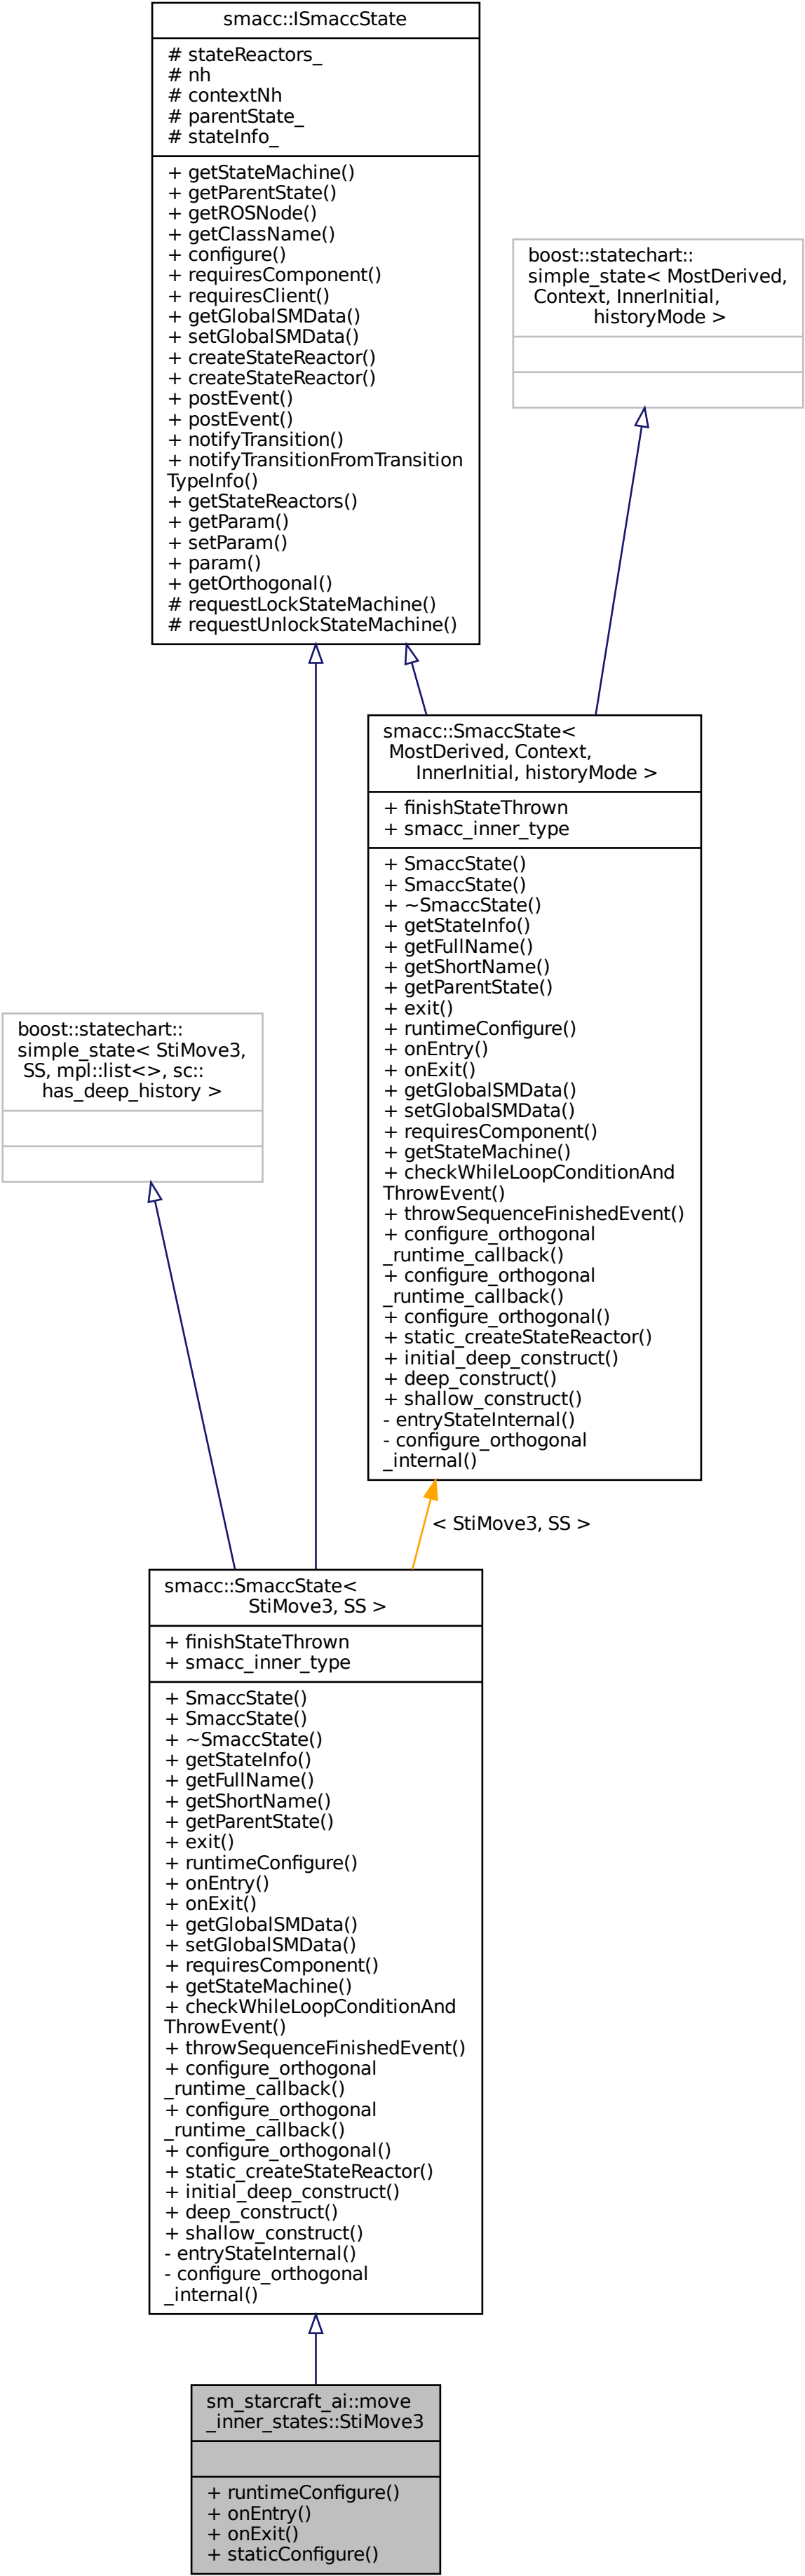 smacc::ISmaccState
# stateReactors_
# nh
# contextNh
# parentState_
# stateInfo_
+ getStateMachine()
+ getParentState()
+ getROSNode()
+ getClassName()
+ configure()
+ requiresComponent()
+ requiresClient()
+ getGlobalSMData()
+ setGlobalSMData()
+ createStateReactor()
+ createStateReactor()
+ postEvent()
+ postEvent()
+ notifyTransition()
+ notifyTransitionFromTransition
TypeInfo()
+ getStateReactors()
+ getParam()
+ setParam()
+ param()
+ getOrthogonal()
# requestLockStateMachine()
# requestUnlockStateMachine()
boost::statechart::
simple_state< MostDerived,
Context, InnerInitial,
historyMode >
smacc::SmaccState<
MostDerived, Context,
InnerInitial, historyMode >
+ finishStateThrown
+ smacc_inner_type
+ SmaccState()
+ SmaccState()
+ ~SmaccState()
+ getStateInfo()
+ getFullName()
+ getShortName()
+ getParentState()
+ exit()
+ runtimeConfigure()
+ onEntry()
+ onExit()
+ getGlobalSMData()
+ setGlobalSMData()
+ requiresComponent()
+ getStateMachine()
+ checkWhileLoopConditionAnd
ThrowEvent()
+ throwSequenceFinishedEvent()
+ configure_orthogonal
_runtime_callback()
+ configure_orthogonal
_runtime_callback()
+ configure_orthogonal()
+ static_createStateReactor()
+ initial_deep_construct()
+ deep_construct()
+ shallow_construct()
- entryStateInternal()
- configure_orthogonal
_internal()
boost::statechart::
simple_state< StiMove3,
SS, mpl::list<>, sc::
has_deep_history >
< StiMove3, SS >
smacc::SmaccState<
StiMove3, SS >
+ finishStateThrown
+ smacc_inner_type
+ SmaccState()
+ SmaccState()
+ ~SmaccState()
+ getStateInfo()
+ getFullName()
+ getShortName()
+ getParentState()
+ exit()
+ runtimeConfigure()
+ onEntry()
+ onExit()
+ getGlobalSMData()
+ setGlobalSMData()
+ requiresComponent()
+ getStateMachine()
+ checkWhileLoopConditionAnd
ThrowEvent()
+ throwSequenceFinishedEvent()
+ configure_orthogonal
_runtime_callback()
+ configure_orthogonal
_runtime_callback()
+ configure_orthogonal()
+ static_createStateReactor()
+ initial_deep_construct()
+ deep_construct()
+ shallow_construct()
- entryStateInternal()
- configure_orthogonal
_internal()
sm_starcraft_ai::move
_inner_states::StiMove3
+ runtimeConfigure()
+ onEntry()
+ onExit()
+ staticConfigure()